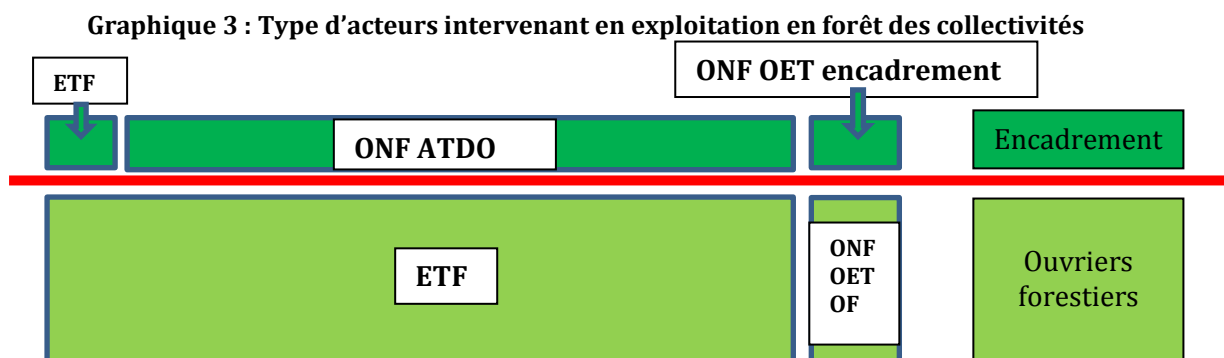 Graphique 3 : Type d’acteurs intervenant en exploitation en forêt des collectivités
ETF
ONF OET encadrement
ONF ATDO
Encadrement
ETF
ONF
OET
OF
Ouvriers
forestiers